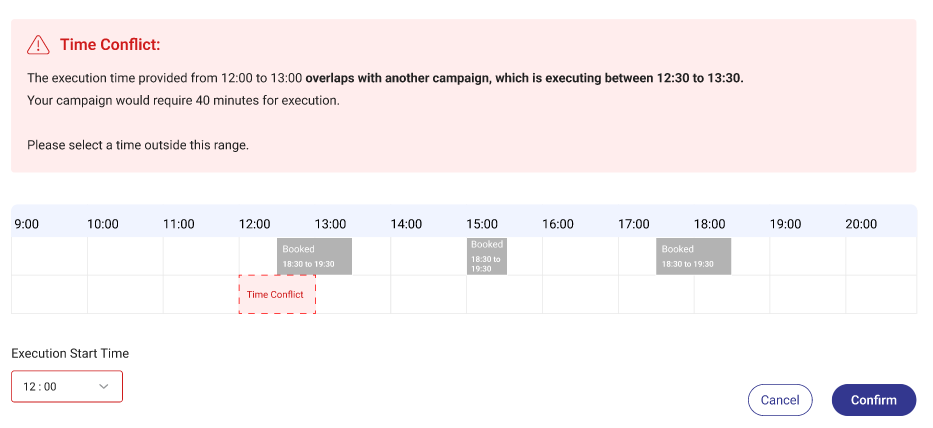 Time Conflict:
The execution time provided from 12:00 to 13:00 overlaps with another campaign, which is executing between 12:30 to 13:30.
Your campaign would require 40 minutes for execution.
Please select a time outside this range.
9:00 10:00 11:00 12:00 13:00 14:00 15:00 16:00 17:00 18:00 19:00 20:00
Booked
18:30 to 19:30
Booked
18:30 to
19:30
Booked
18:30 to 19:30
Time Conflict
Execution Start Time
12 : 00
Cancel
Confirm